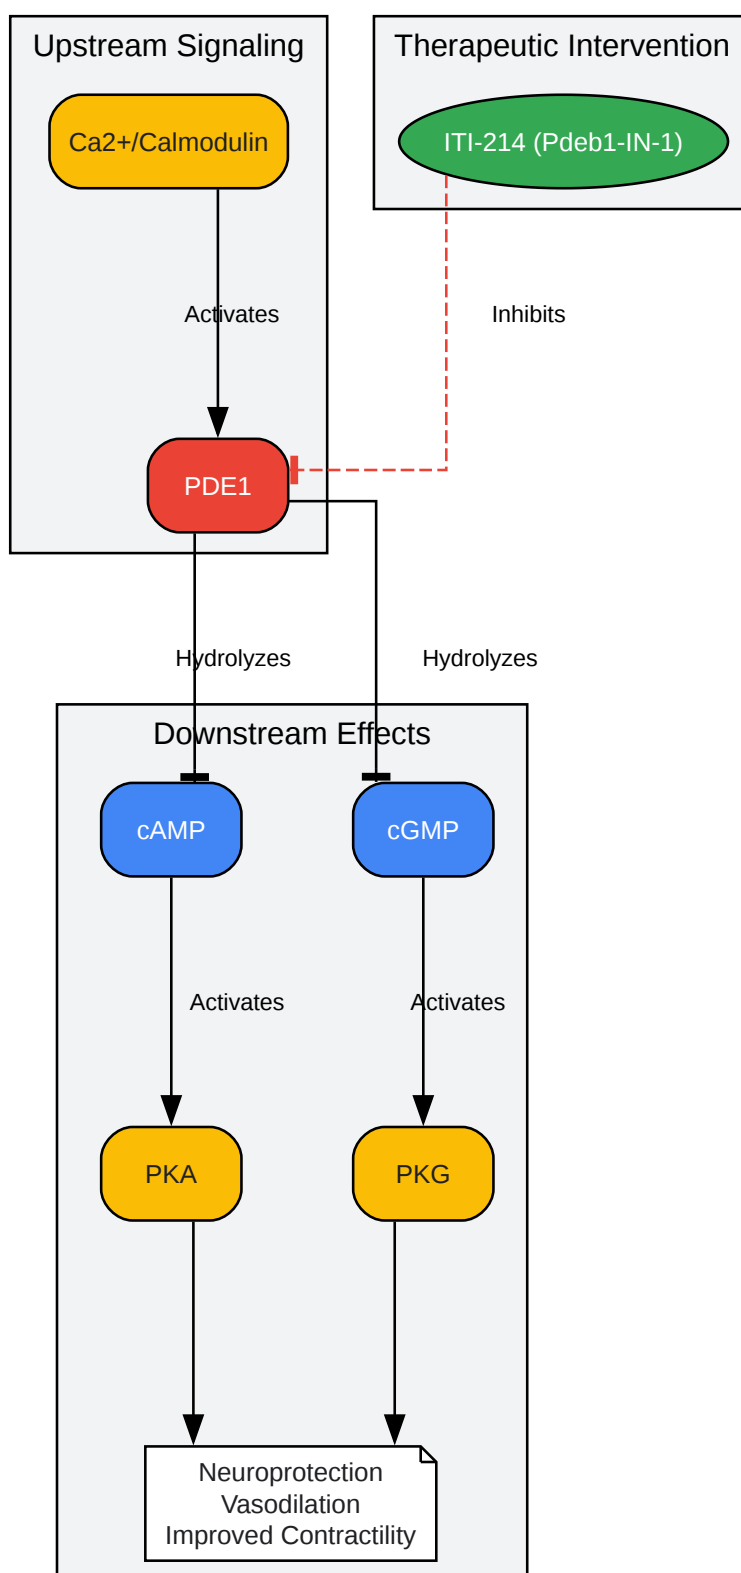 Upstream Signaling
Therapeutic Intervention
Ca2+/Calmodulin
ITI-214 (Pdeb1-IN-1)
Activates
Inhibits
PDE1
Hydrolyzes
Hydrolyzes
Downstream Effects
cAMP
cGMP
Activates
Activates
PKA
PKG
Neuroprotection
Vasodilation
Improved Contractility